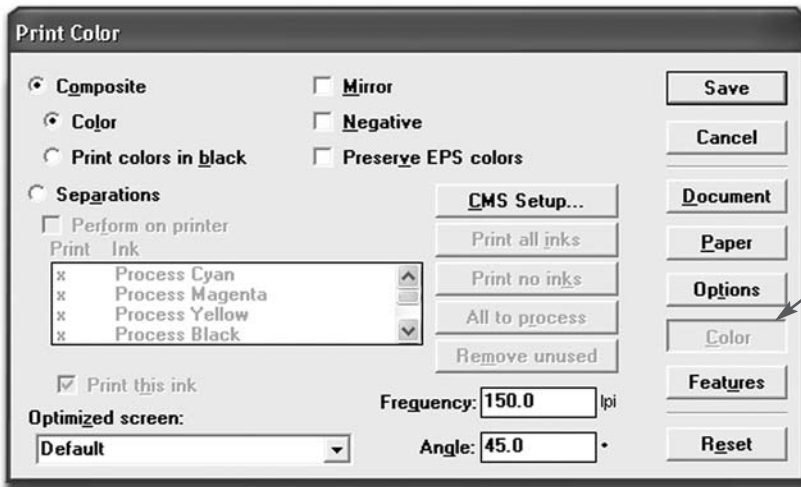 Print Color
Composite
Color
Print colors in black
Separations
Perform on printer
Print Ink
x Process Cyan
x Process Magenta
x Process Yellow
x Process Black
Print this ink
Optimized screen:
Default
Mirror
Negative
Preserve EPS colors
CMS Setup...
Print all inks
Print no inks
All to process
Remove unused
Frequency: 150.0 lpi
Angle: 45.0 °
Save
Cancel
Document
Paper
Options
Color
Features
Reset